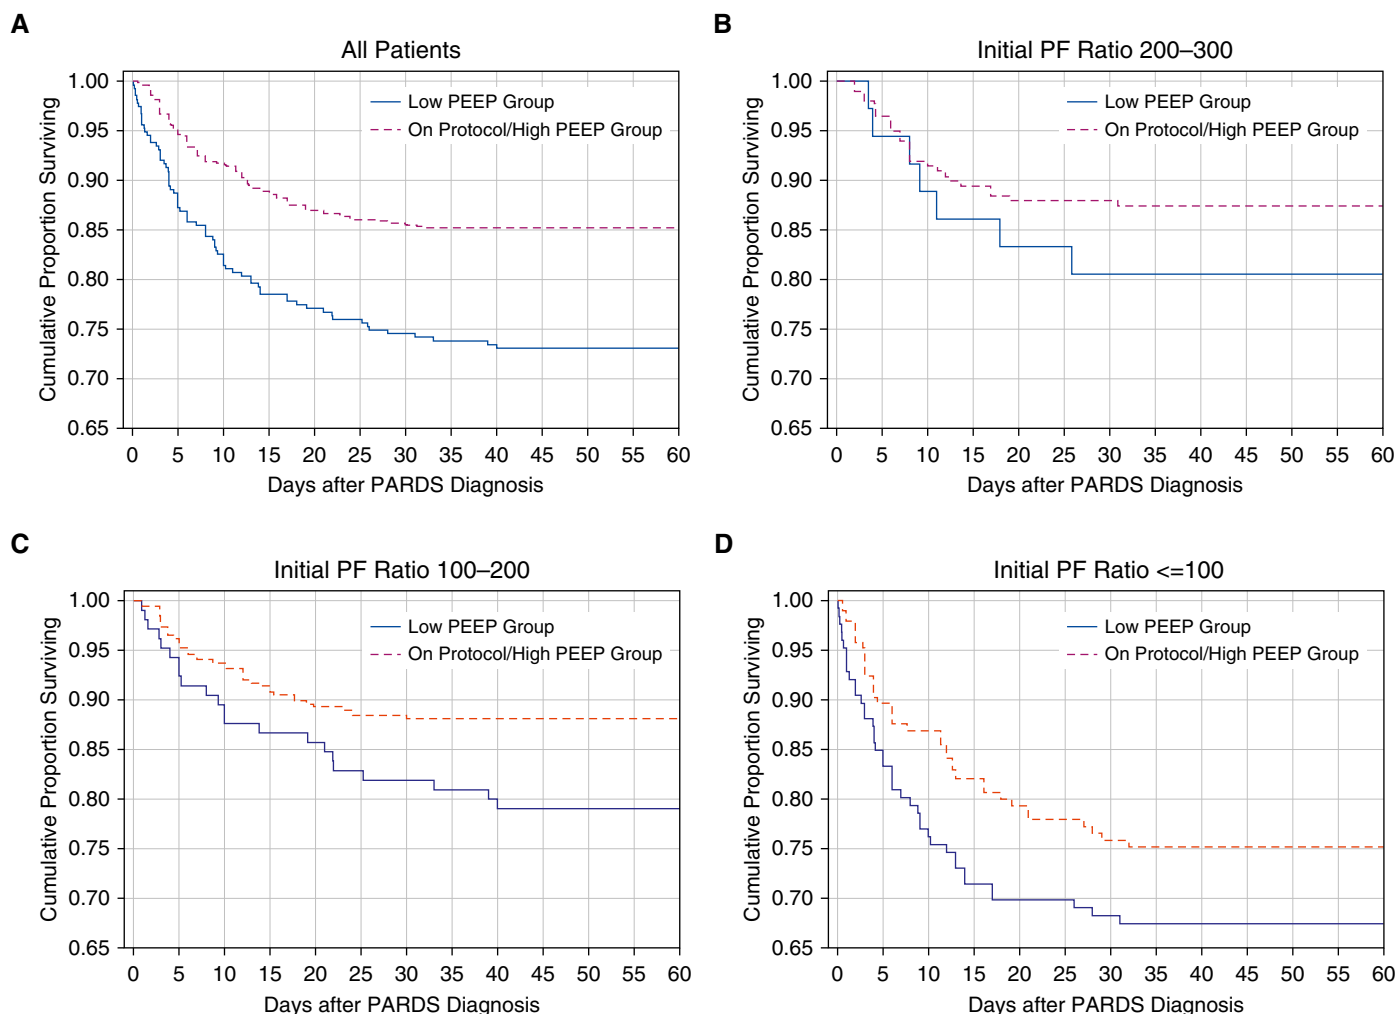 A
All Patients
Cumulative Proportion Surviving
1.00
0.95
0.90
0.85
0.80
0.75
0.70
0.65
Low PEEP Group
On Protocol/High PEEP Group
0 5 10 15 20 25 30 35 40 45 50 55 60
Days after PARDS Diagnosis
B
Initial PF Ratio 200–300
Cumulative Proportion Surviving
1.00
0.95
0.90
0.85
0.80
0.75
0.70
0.65
Low PEEP Group
On Protocol/High PEEP Group
0 5 10 15 20 25 30 35 40 45 50 55 60
Days after PARDS Diagnosis
C
Initial PF Ratio 100–200
Cumulative Proportion Surviving
1.00
0.95
0.90
0.85
0.80
0.75
0.70
0.65
Low PEEP Group
On Protocol/High PEEP Group
0 5 10 15 20 25 30 35 40 45 50 55 60
Days after PARDS Diagnosis
D
Initial PF Ratio <=100
Cumulative Proportion Surviving
1.00
0.95
0.90
0.85
0.80
0.75
0.70
0.65
Low PEEP Group
On Protocol/High PEEP Group
0 5 10 15 20 25 30 35 40 45 50 55 60
Days after PARDS Diagnosis